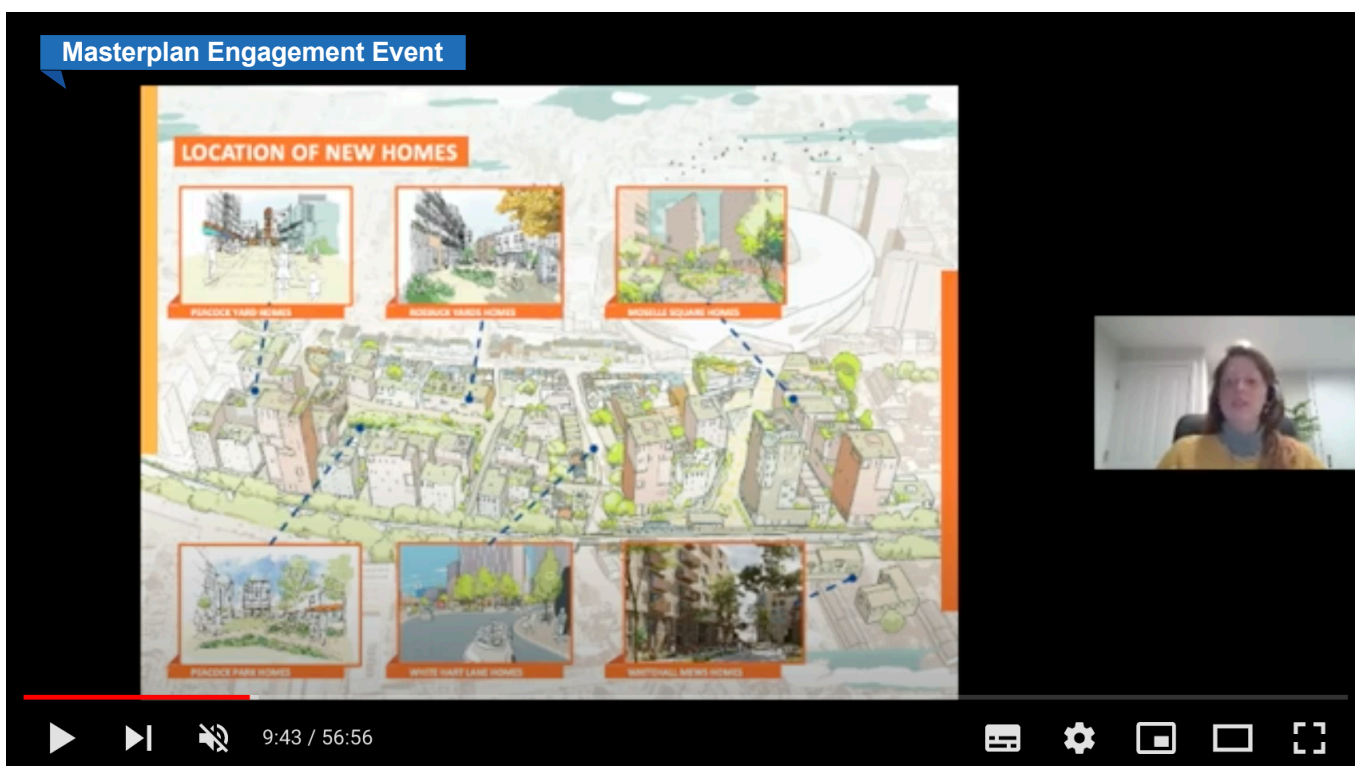 Masterplan Engagement Event
LOCATION OF NEW HOMES
PEACOCK YARD HOMES
ROEBUCK YARDS HOMES
MOSELLE SQUARE HOMES
PEACOCK PARK HOMES
WHITE HART LANE HOMES
WHITEHALL MEWS HOMES
9:43 / 56:56